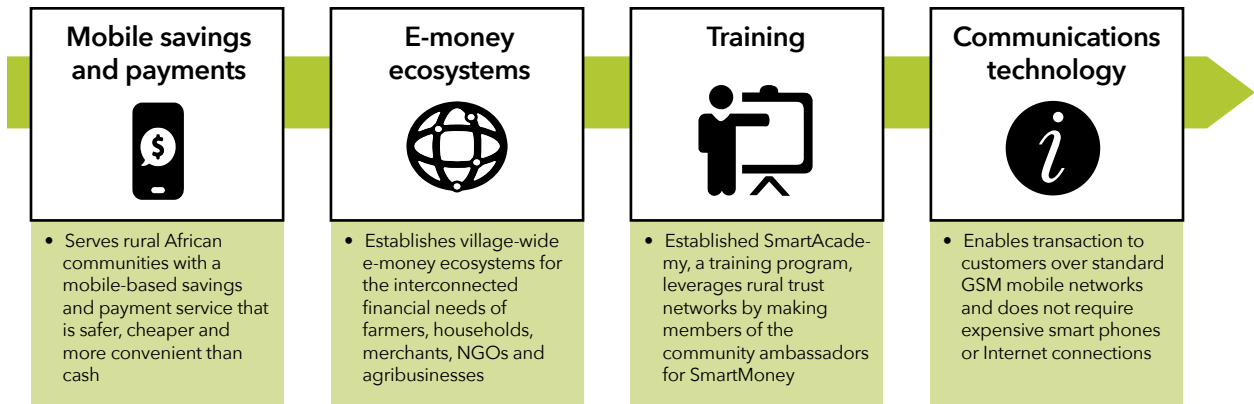 Mobile savings
and payments
$
• Serves rural African
communities with a
mobile-based savings
and payment service that
is safer, cheaper and
more convenient than
cash
E-money
ecosystems
• Establishes village-wide
e-money ecosystems for
the interconnected
financial needs of
farmers, households,
merchants, NGOs and
agribusinesses
Training
• Established SmartAcade-
my, a training program,
leverages rural trust
networks by making
members of the
community ambassadors
for SmartMoney
Communications
technology
i
• Enables transaction to
customers over standard
GSM mobile networks
and does not require
expensive smart phones
or Internet connections